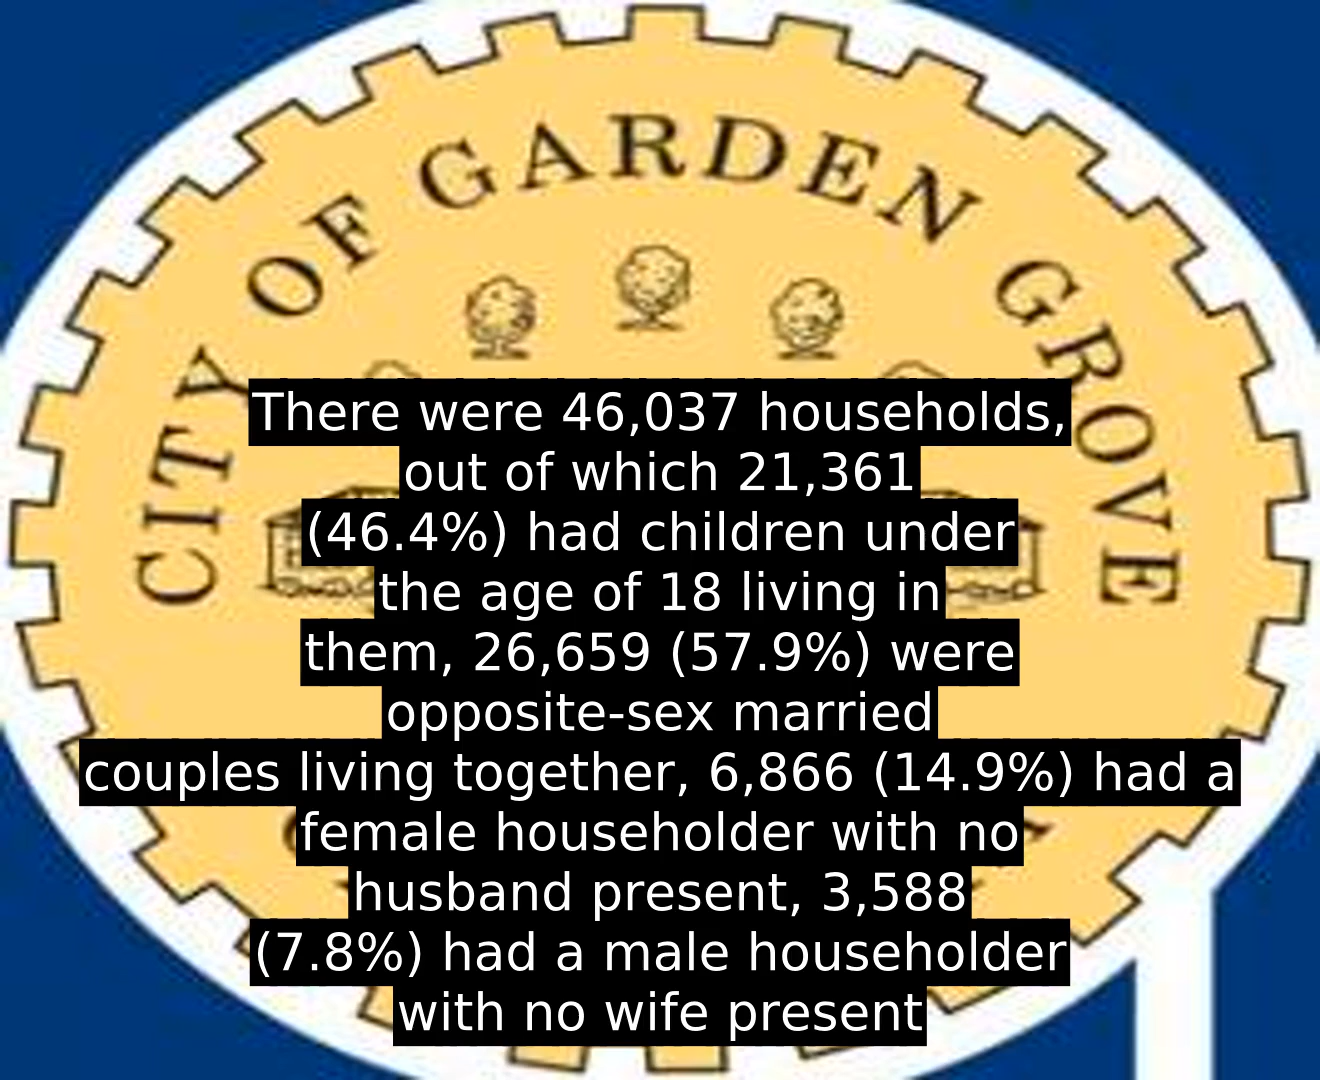 CITY OF GARDEN GROVE
There were 46,037 households,
out of which 21,361
(46.4%) had children under
the age of 18 living in
them, 26,659 (57.9%) were
opposite-sex married
couples living together, 6,866 (14.9%) had a
female householder with no
husband present, 3,588
(7.8%) had a male householder
with no wife present